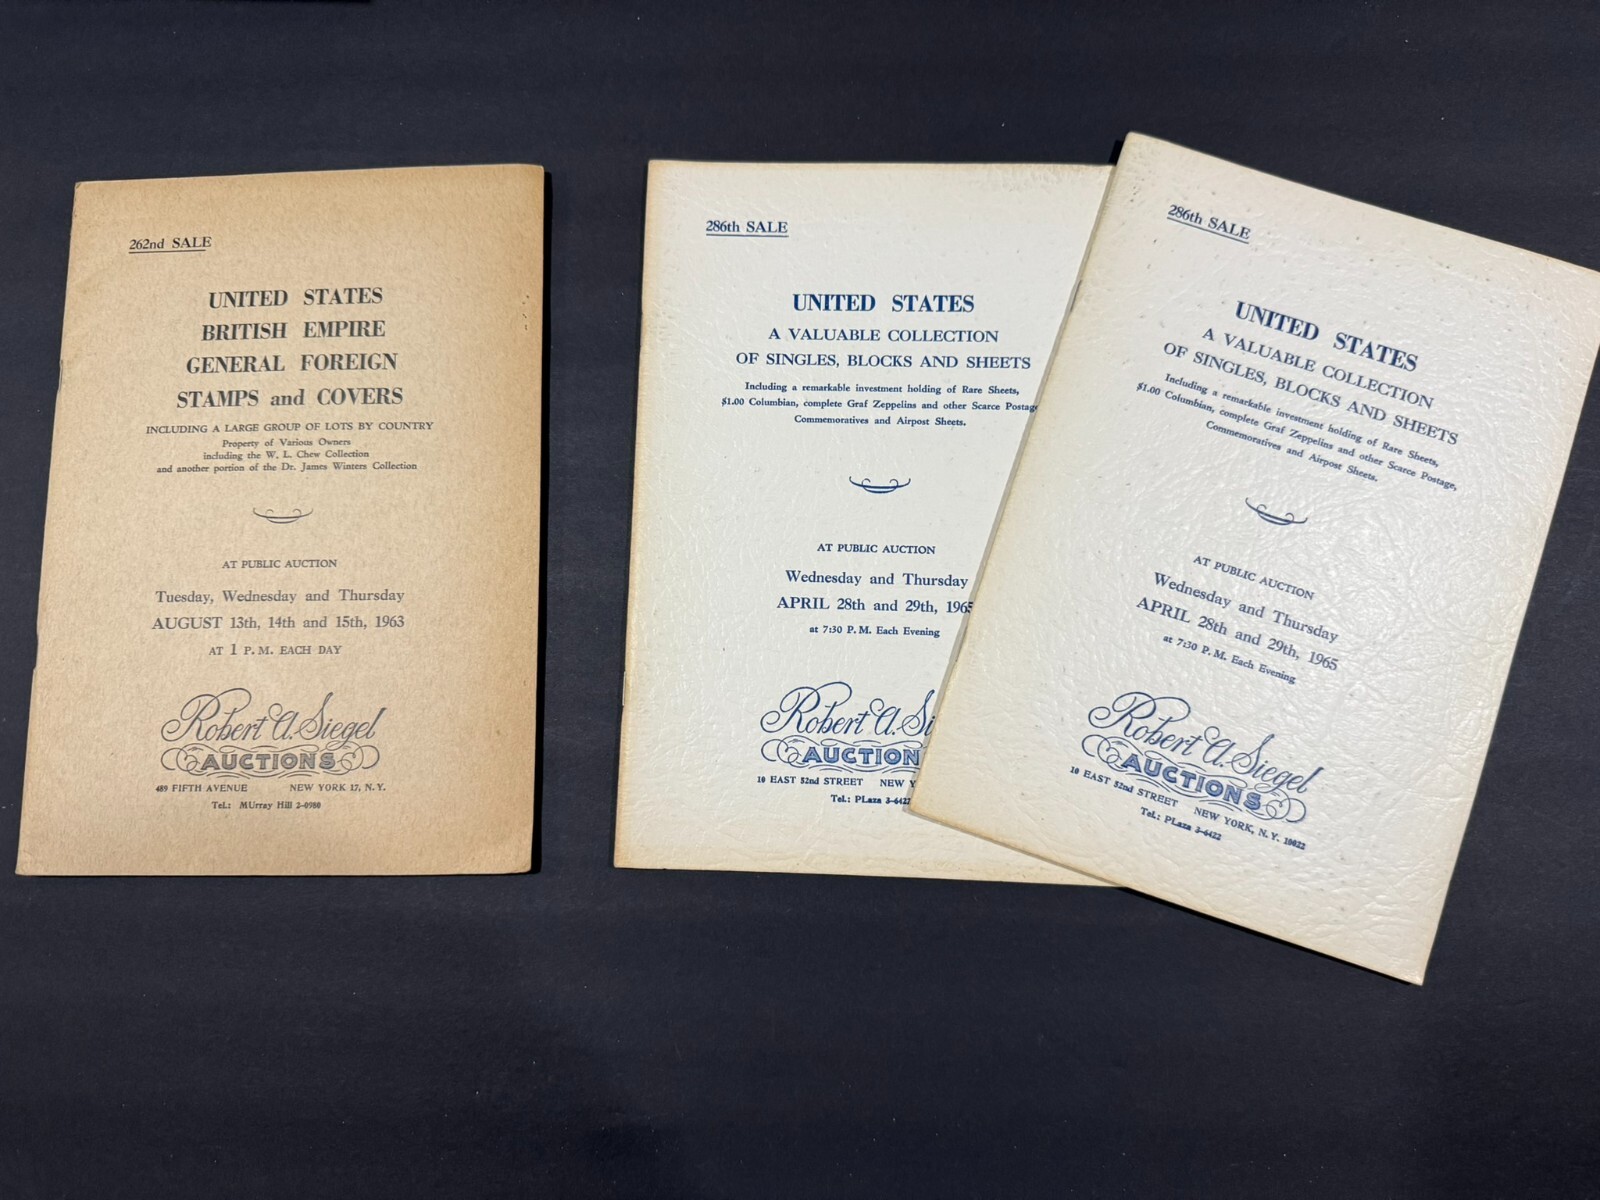 262nd SALE
UNITED STATES
BRITISH EMPIRE
GENERAL FOREIGN
STAMPS and COVERS
INCLUDING A LARGE GROUP OF LOTS BY COUNTRY
Property of Various Owners
including the W. L. Chew Collection
and another portion of the Dr. James Winters Collection
AT PUBLIC AUCTION
Tuesday, Wednesday and Thursday
AUGUST 13th, 14th and 15th, 1963
AT 1 P. M. EACH DAY
Robert A. Siegel
AUCTIONS
489 FIFTH AVENUE NEW YORK 17, N. Y.
Tel.: MUrray Hill 2-0980
286th SALE
UNITED STATES
A VALUABLE COLLECTION
OF SINGLES, BLOCKS AND SHEETS
Including a remarkable investment holding of Rare Sheets,
$1.00 Columbian, complete Graf Zeppelins and other Scarce Postag
Commemoratives and Airpost Sheets.
AT PUBLIC AUCTION
Wednesday and Thursday
APRIL 28th and 29th, 1965
at 7:30 P. M. Each Evening
Robert A. Si
AUCTION
10 EAST 52nd STREET NEW Y
Tel.: PLaza 3-6422
286th SALE
UNITED STATES
A VALUABLE COLLECTION
OF SINGLES, BLOCKS AND SHEETS
Including a remarkable investment holding of Rare Sheets,
$1.00 Columbian, complete Graf Zeppelins and other Scarce Postage,
Commemoratives and Airpost Sheets.
AT PUBLIC AUCTION
Wednesday and Thursday
APRIL 28th and 29th, 1965
at 7:30 P. M. Each Evening
Robert A. Siegel
AUCTIONS
10 EAST 52nd STREET NEW YORK, N. Y. 10022
Tel.: PLaza 3-6422